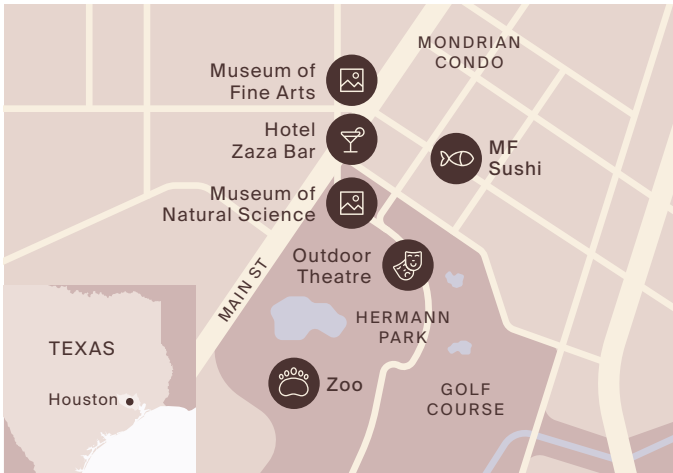 MONDRIAN
CONDO
Museum of
Fine Arts
Hotel
Zaza Bar
MF
Sushi
Museum of
Natural Science
Outdoor
Theatre
MAIN ST
HERMANN
PARK
TEXAS
Zoo
Houston
GOLF
COURSE